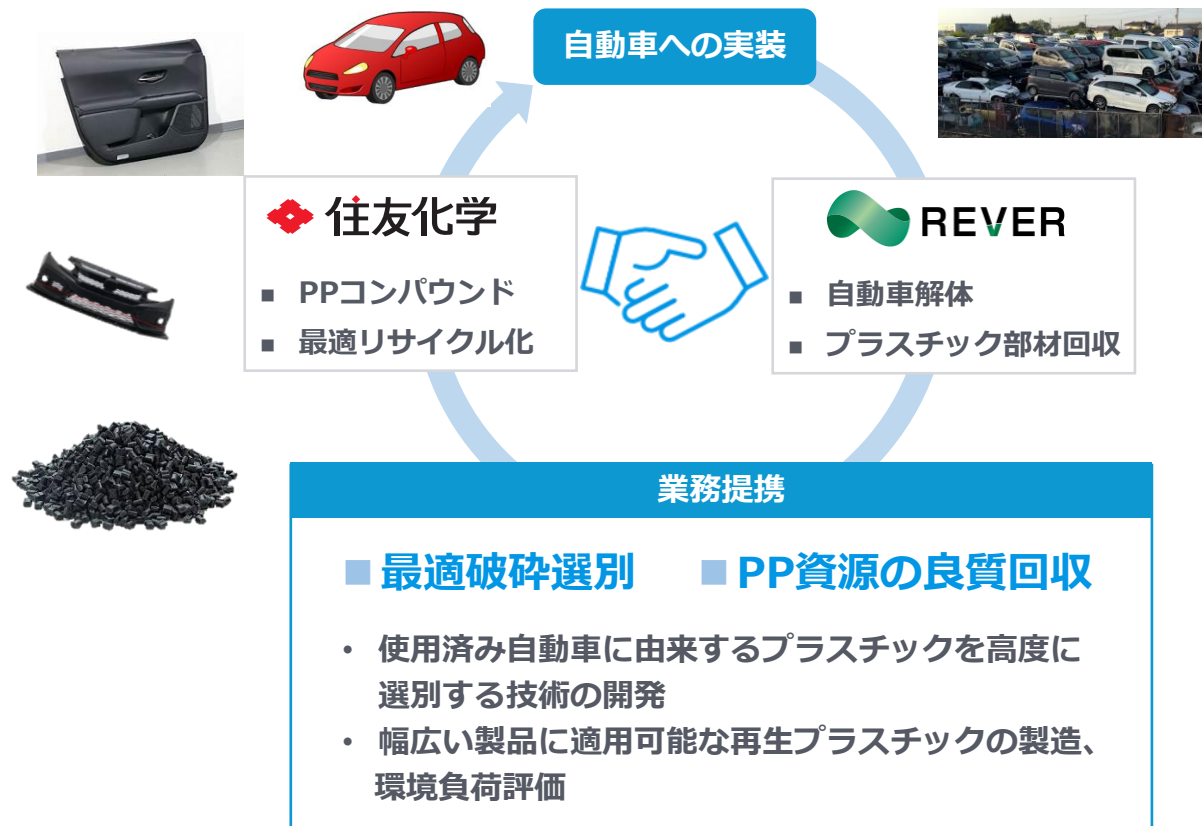 自動車への実装
住友化学
■ PPコンパウンド
■ 最適リサイクル化
REVER
■ 自動車解体
■ プラスチック部材回収
業務提携
■最適破砕選別 ■PP資源の良質回収
• 使用済み自動車に由来するプラスチックを高度に
選別する技術の開発
• 幅広い製品に適用可能な再生プラスチックの製造、
環境負荷評価